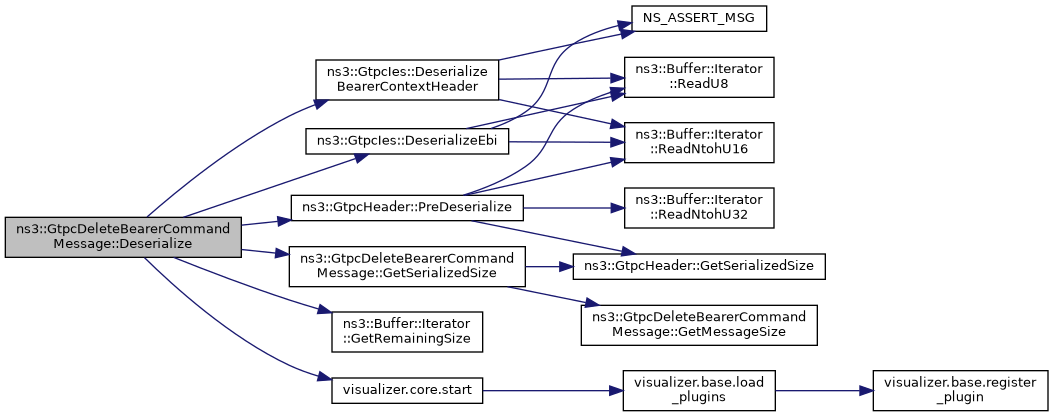 ns3::GtpcDeleteBearerCommand
Message::Deserialize
ns3::GtpcIes::Deserialize
BearerContextHeader
ns3::GtpcIes::DeserializeEbi
ns3::GtpcHeader::PreDeserialize
ns3::GtpcDeleteBearerCommand
Message::GetSerializedSize
ns3::Buffer::Iterator
::GetRemainingSize
visualizer.core.start
NS_ASSERT_MSG
ns3::Buffer::Iterator
::ReadU8
ns3::Buffer::Iterator
::ReadNtohU16
ns3::Buffer::Iterator
::ReadNtohU32
ns3::GtpcHeader::GetSerializedSize
ns3::GtpcDeleteBearerCommand
Message::GetMessageSize
visualizer.base.load
_plugins
visualizer.base.register
_plugin